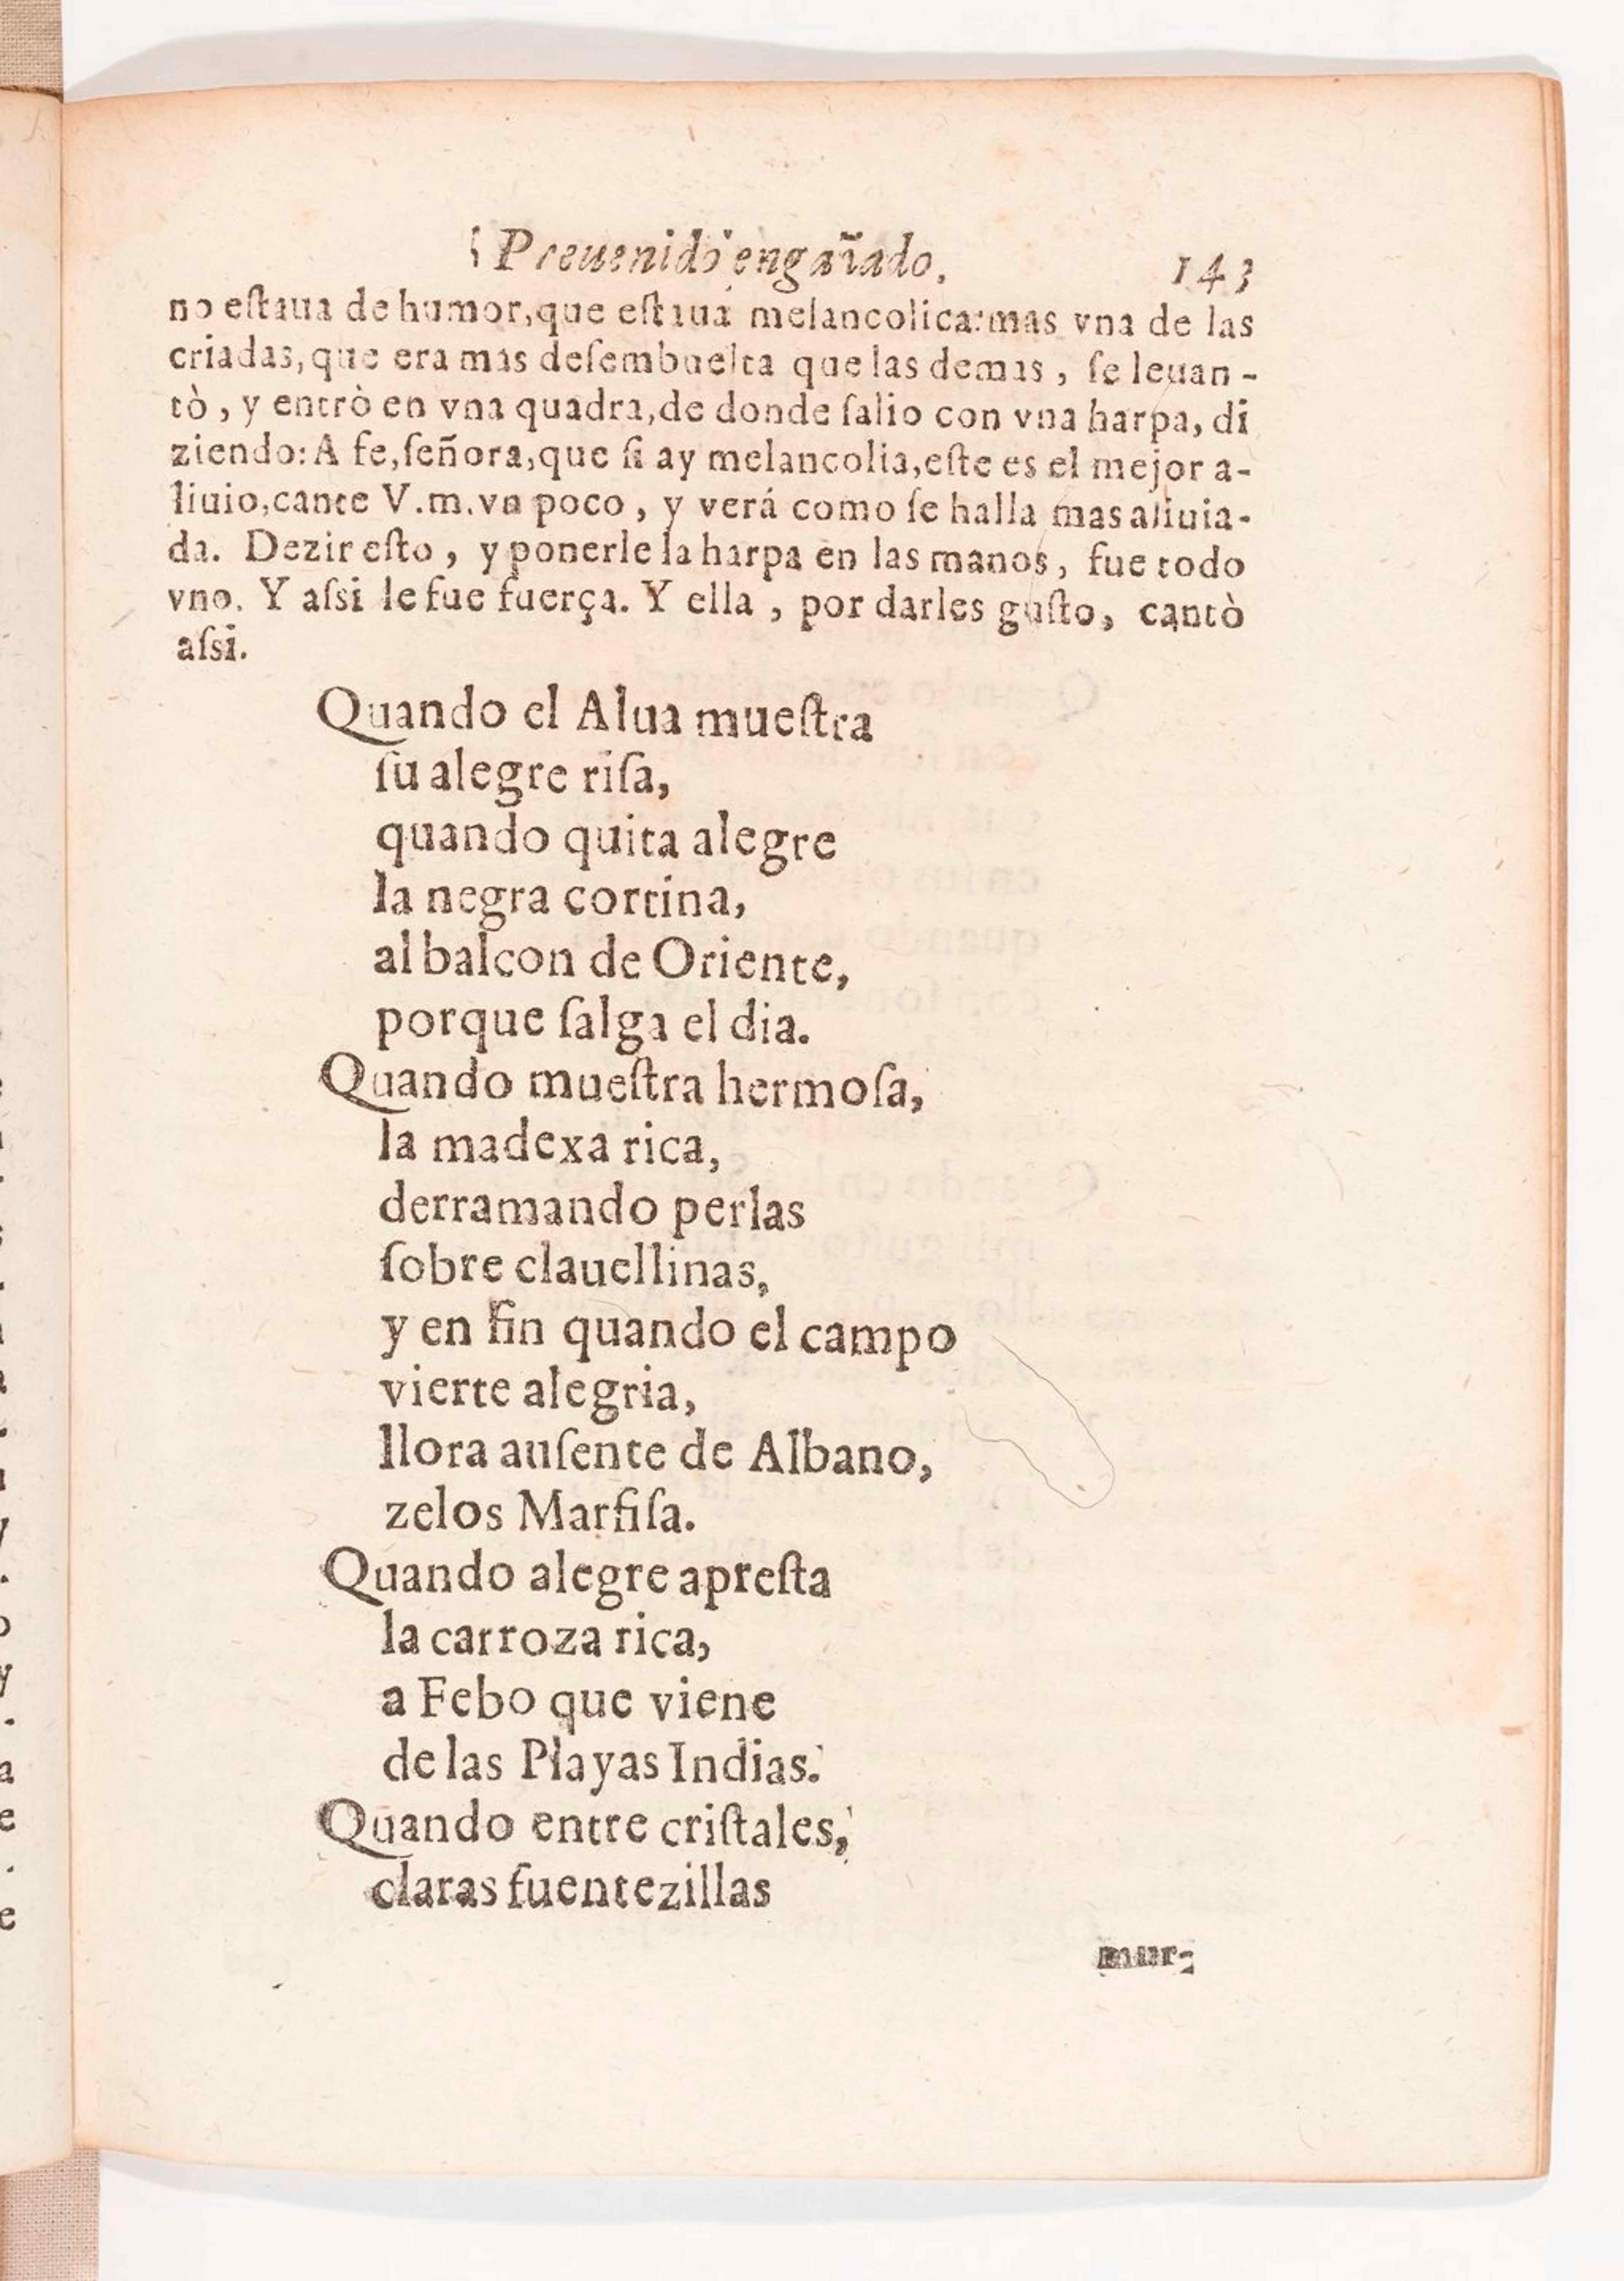 Preuenido engañado. 143
no eſtaua de humor,que eſtaua melancolica:mas vna de las
criadas,que era mas deſembuelta que las demas , ſe leuan-
tò , y entrò en vna quadra,de donde ſalio con vna harpa, di
ziendo: A fe,ſeñora,que ſi ay melancolia,eſte es el mejor a-
liuio,cante V.m.vn poco , y verá como ſe halla mas aliuia-
da. Dezir eſto , y ponerle la harpa en las manos , fue todo
vno. Y aſsi le fue fuerça. Y ella , por darles guſto, cantò
aſsi.
Quando el Alua mueſtra
ſu alegre riſa,
quando quita alegre
la negra cortina,
al balcon de Oriente,
porque ſalga el dia.
Quando mueſtra hermoſa,
la madexa rica,
derramando perlas
ſobre clauellinas,
y en fin quando el campo
vierte alegria,
llora auſente de Albano,
zelos Marfiſa.
Quando alegre apreſta
la carroza rica,
a Febo que viene
de las Playas Indias.
Quando entre criſtales,
claras fuentezillas
mur-